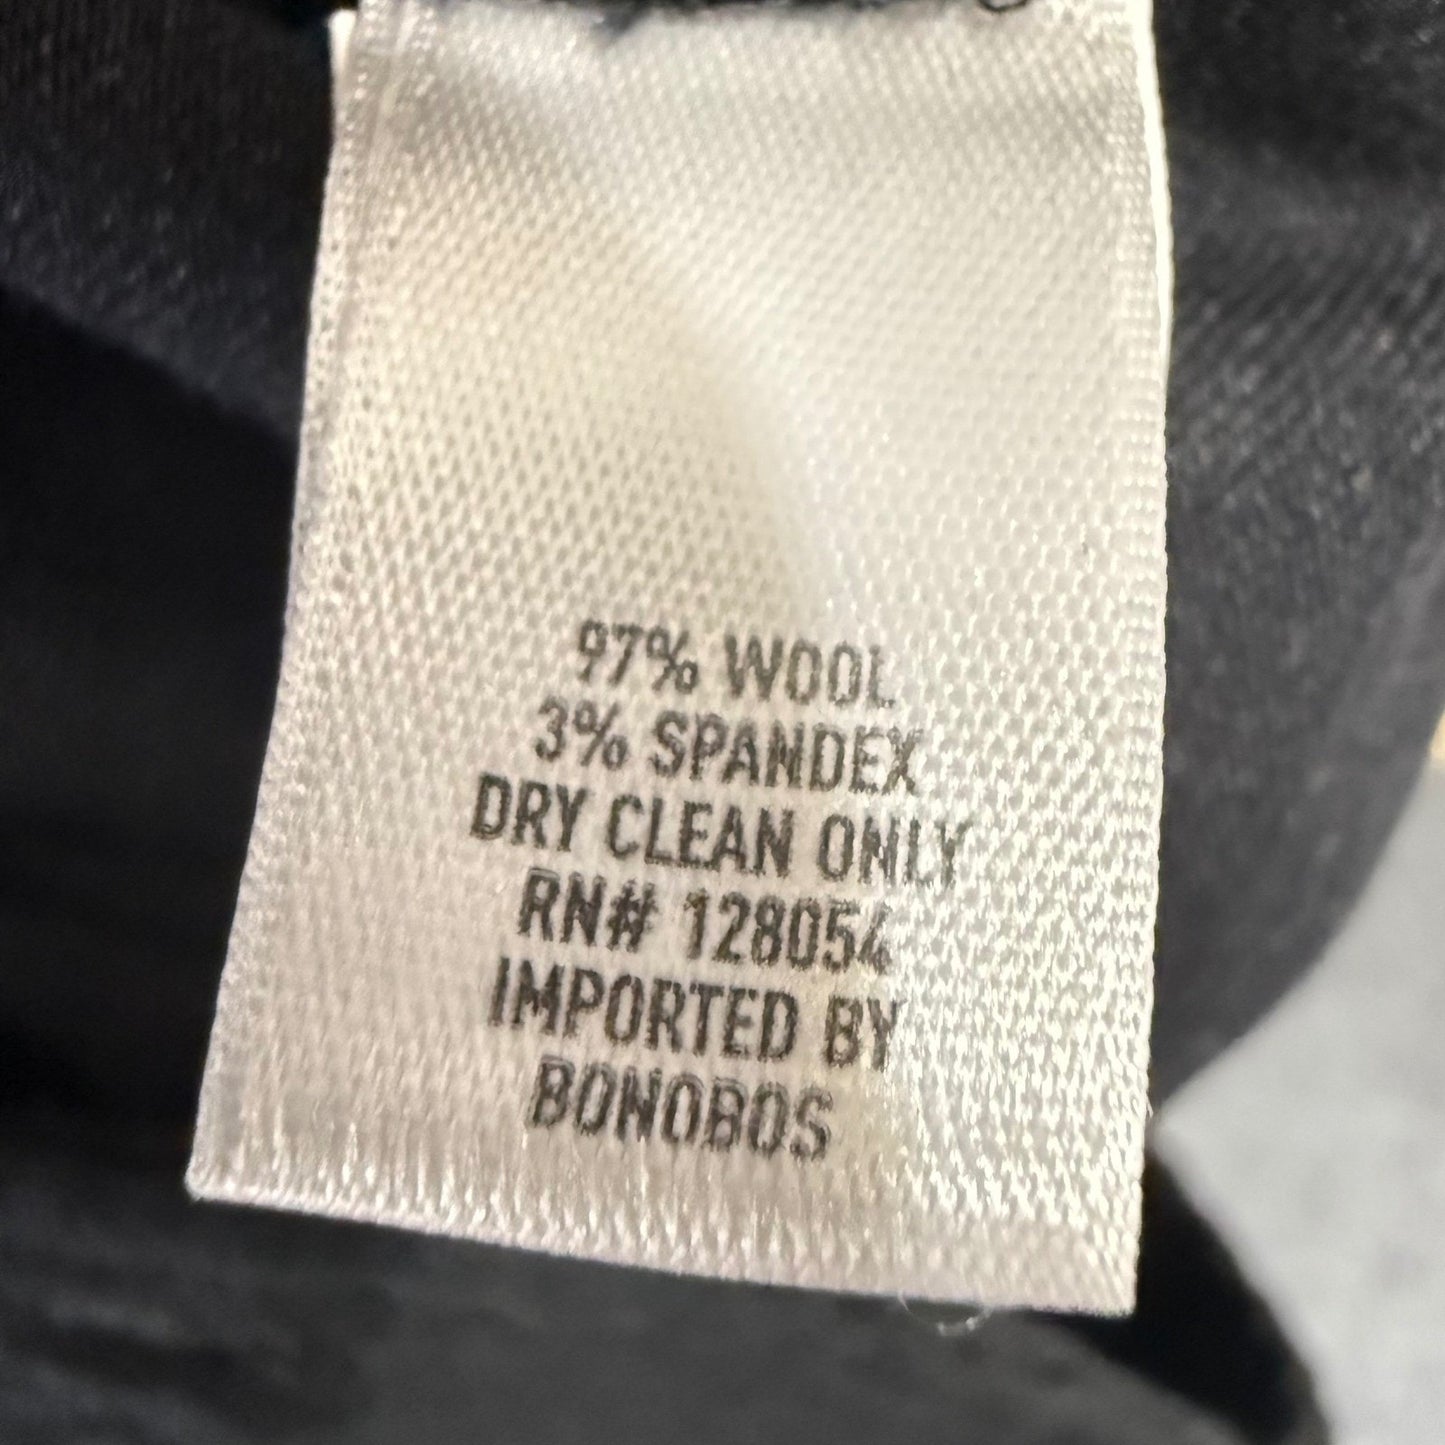 97% WOOL
3% SPANDEX
DRY CLEAN ONLY
RN# 128054
IMPORTED BY
BONOBOS